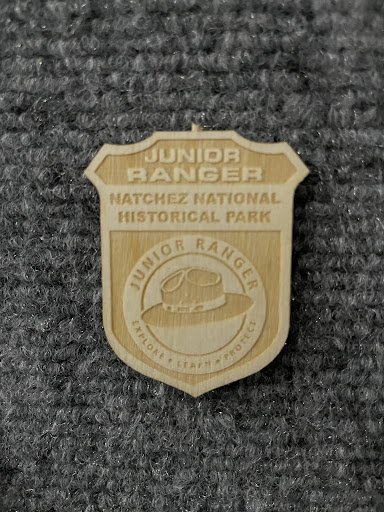 JUNIOR
RANGER
NATCHEZ NATIONAL
HISTORICAL PARK
JUNIOR RANGER
EXPLORE • LEARN • PROTECT